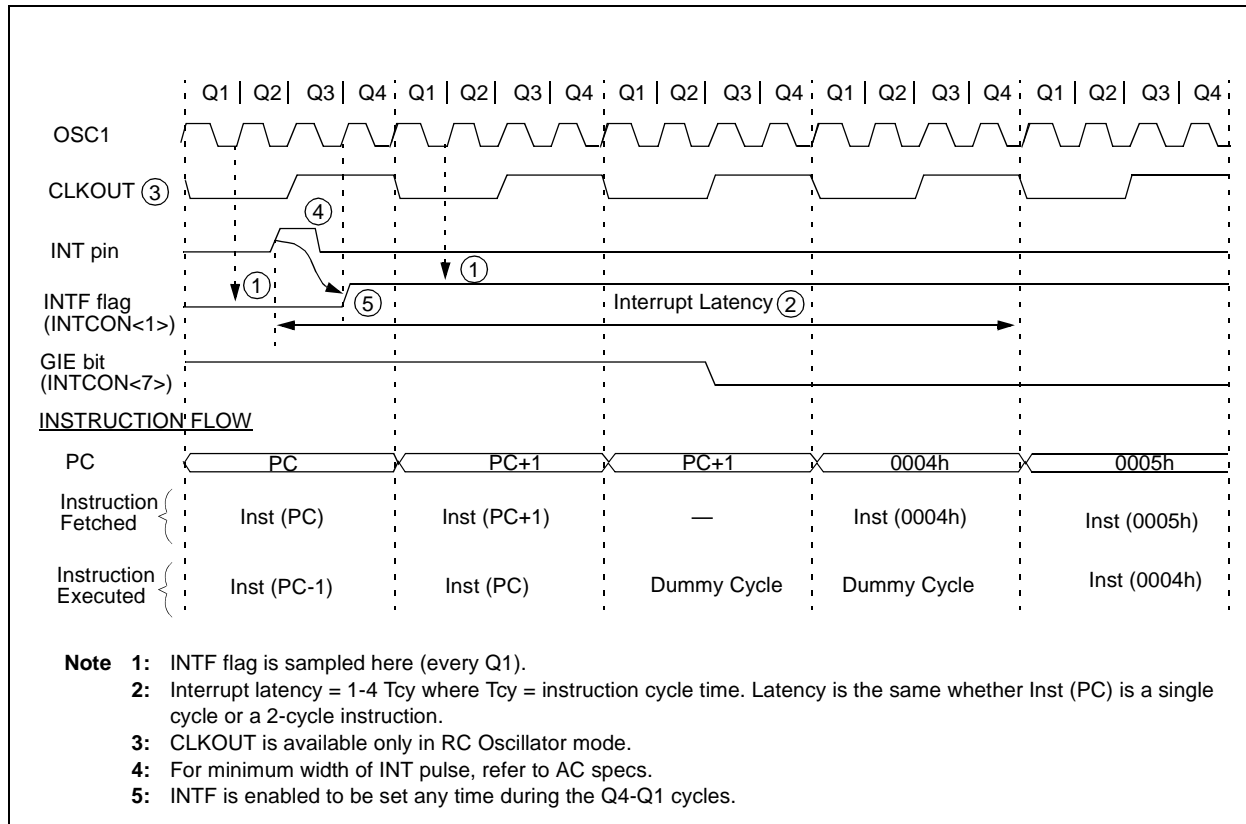 Q1 | Q2 | Q3 | Q4 Q1 | Q2 | Q3 | Q4 Q1 | Q2 | Q3 | Q4 Q1 | Q2 | Q3 | Q4 Q1 | Q2 | Q3 | Q4
OSC1
CLKOUT 3
4
INT pin
1 1
INTF flag
(INTCON<1>)
5 Interrupt Latency 2
GIE bit
(INTCON<7>)
INSTRUCTION FLOW
PC PC PC+1 PC+1 0004h 0005h
Instruction
Fetched
Inst (PC) Inst (PC+1) — Inst (0004h) Inst (0005h)
Instruction
Executed
Inst (PC-1) Inst (PC) Dummy Cycle Dummy Cycle Inst (0004h)
Note 1: INTF flag is sampled here (every Q1).
2: Interrupt latency = 1-4 Tcy where Tcy = instruction cycle time. Latency is the same whether Inst (PC) is a single
cycle or a 2-cycle instruction.
3: CLKOUT is available only in RC Oscillator mode.
4: For minimum width of INT pulse, refer to AC specs.
5: INTF is enabled to be set any time during the Q4-Q1 cycles.